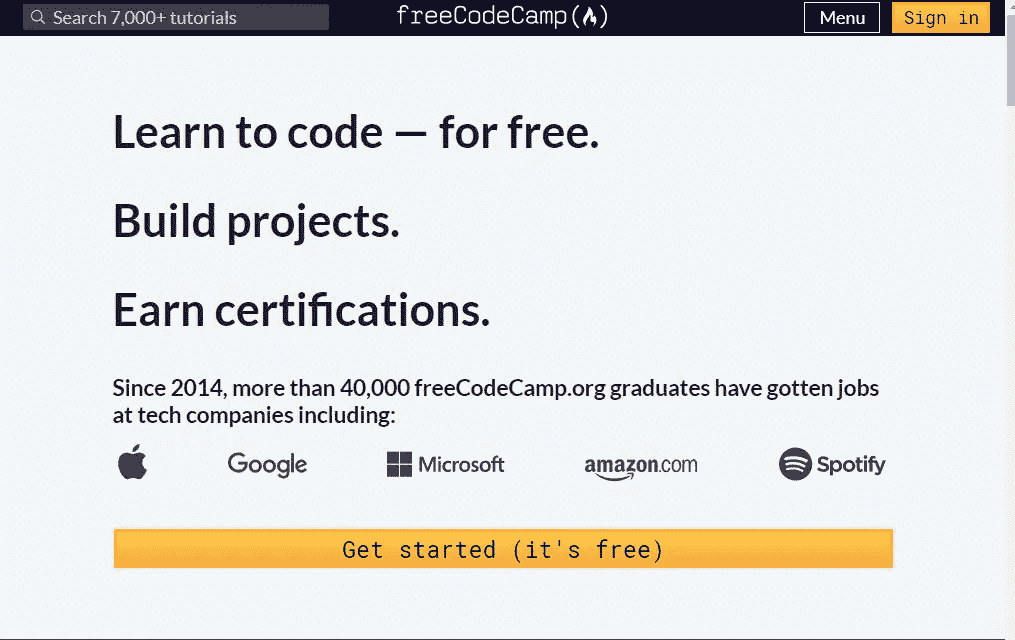 Search 7,000+ tutorials
freeCodeCamp(🔥)
Menu
Sign in
Learn to code — for free.
Build projects.
Earn certifications.
Since 2014, more than 40,000 freeCodeCamp.org graduates have gotten jobs
at tech companies including:
Google
Microsoft
amazon.com
Spotify
Get started (it's free)